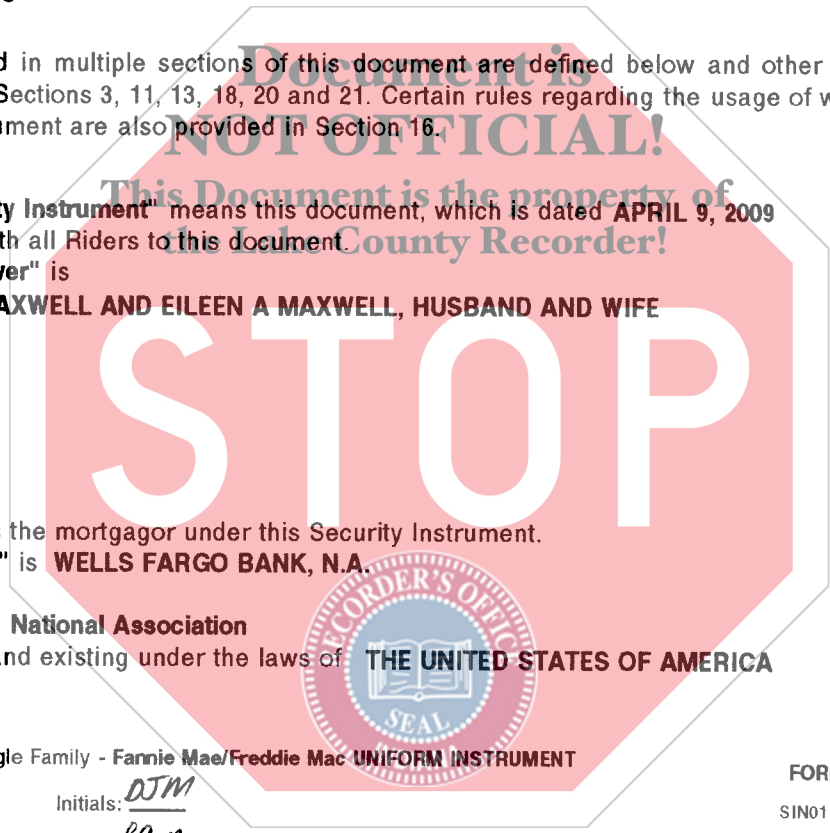 d in multiple sections of this document are defined below and other
Document is
Sections 3, 11, 13, 18, 20 and 21. Certain rules regarding the usage of w
ument are also provided in Section 16.
NOT OFFICIAL!
This Document is the property of
ty Instrument" means this document, which is dated APRIL 9, 2009
th all Riders to this document.
the Lake County Recorder!
ver" is
AXWELL AND EILEEN A MAXWELL, HUSBAND AND WIFE
STOP
the mortgagor under this Security Instrument.
" is WELLS FARGO BANK, N.A.
RECORDER'S OFFICE
National Association
nd existing under the laws of THE UNITED STATES OF AMERICA
SEAL
gle Family - Fannie Mae/Freddie Mac UNIFORM INSTRUMENT
FOR
Initials: DJM
SIN01